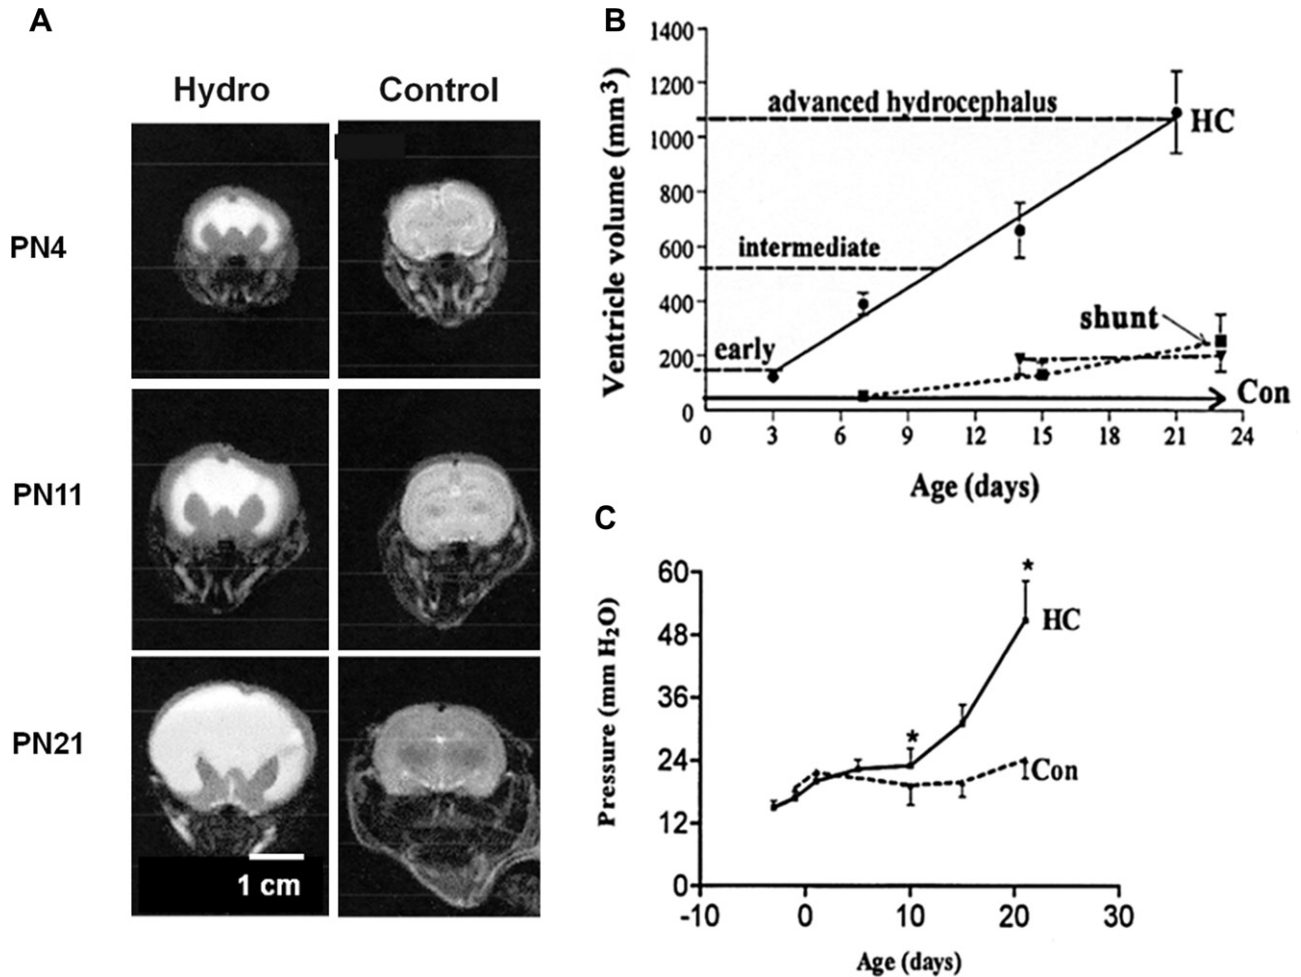 A
Hydro
Control
PN4
PN11
PN21
1 cm
B
1400
1200
1000
800
600
400
200
0
Ventricle volume (mm³)
advanced hydrocephalus
HC
intermediate
early
shunt
Con
0 3 6 9 12 15 18 21 24
Age (days)
C
60
48
36
24
12
0
Pressure (mm H₂O)
*
*
HC
Con
-10 0 10 20 30
Age (days)